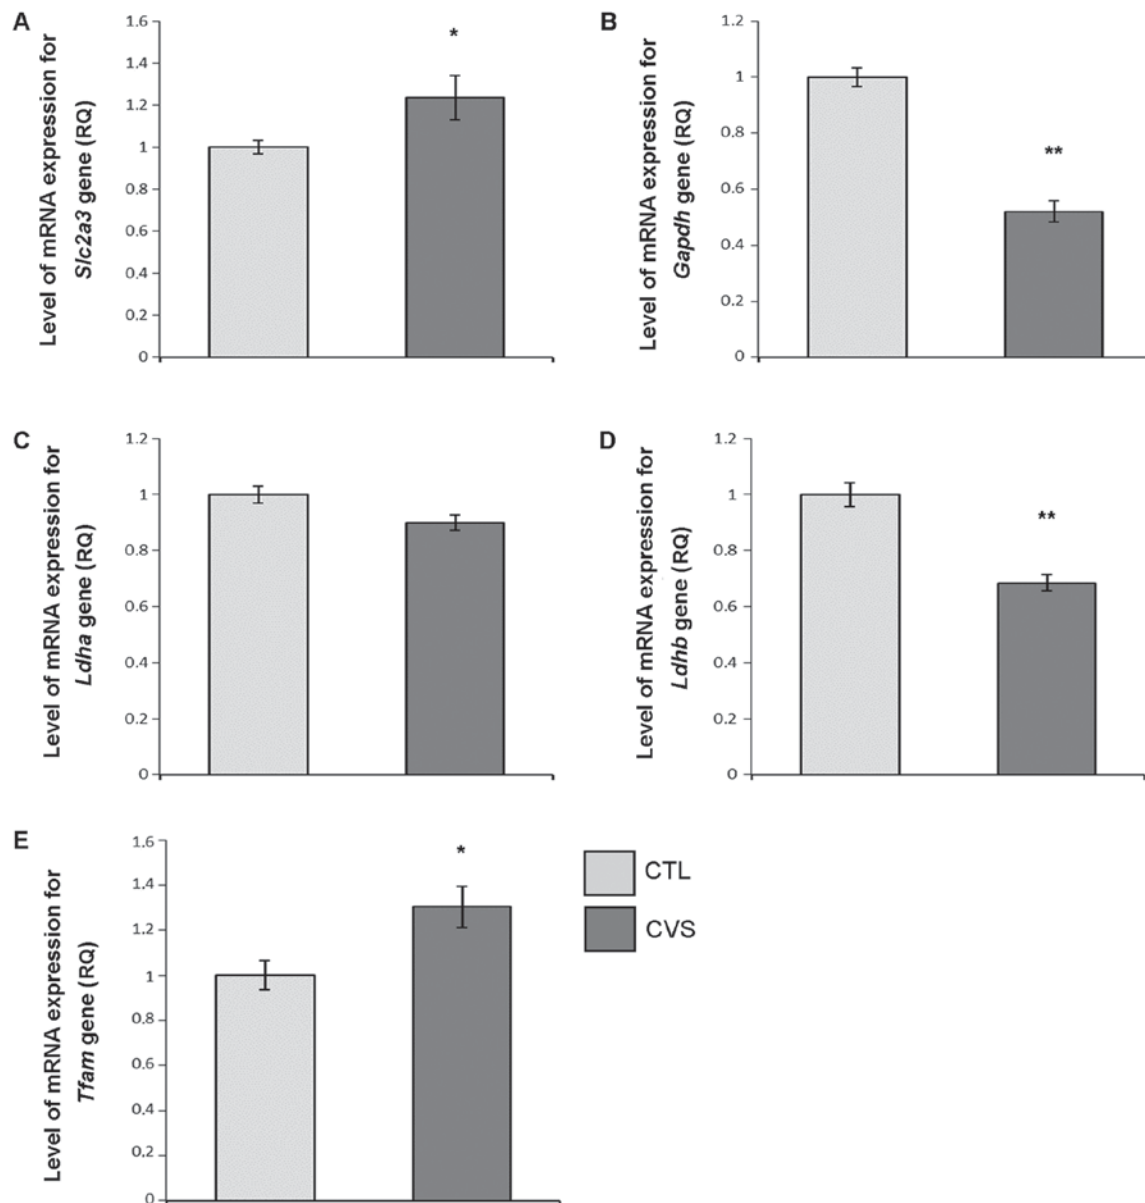 A
Level of mRNA expression for
Slc2a3 gene (RQ)
1.6
1.4
1.2
1
0.8
0.6
0.4
0.2
0
*
B
Level of mRNA expression for
Gapdh gene (RQ)
1.2
1
0.8
0.6
0.4
0.2
0
**
C
Level of mRNA expression for
Ldha gene (RQ)
1.2
1
0.8
0.6
0.4
0.2
0
D
Level of mRNA expression for
Ldhb gene (RQ)
1.2
1
0.8
0.6
0.4
0.2
0
**
E
Level of mRNA expression for
Tfam gene (RQ)
1.6
1.4
1.2
1
0.8
0.6
0.4
0.2
0
*
CTL
CVS